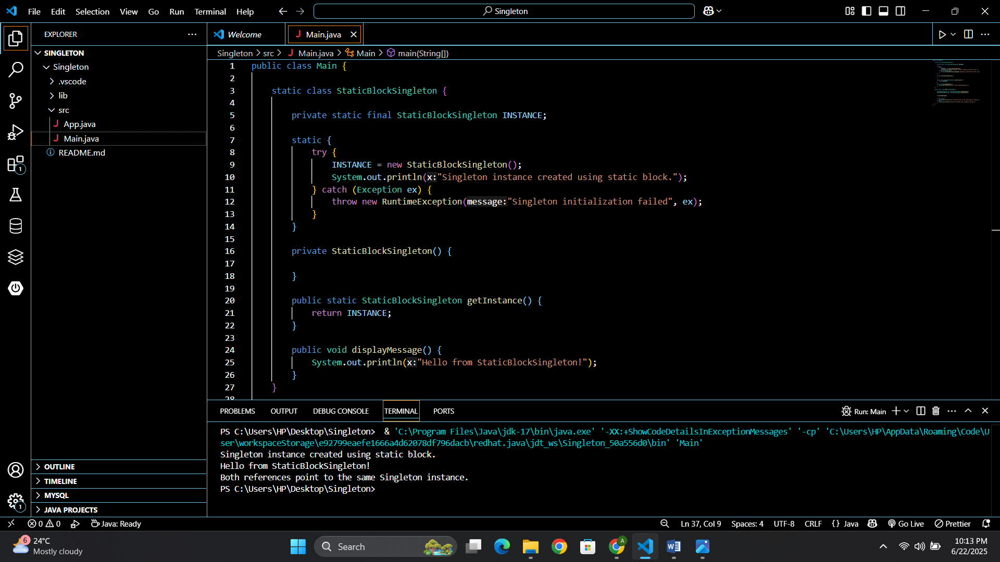 File Edit Selection View Go Run Terminal Help
Singleton
EXPLORER
Welcome
Main.java
SINGLETON
Singleton
.vscode
lib
src
App.java
Main.java
README.md
OUTLINE
TIMELINE
MYSQL
JAVA PROJECTS
Singleton > src > Main.java > Main > main(String[])
1 public class Main {
2
3 static class StaticBlockSingleton {
4
5 private static final StaticBlockSingleton INSTANCE;
6
7 static {
8 try {
9 INSTANCE = new StaticBlockSingleton();
10 System.out.println(x:"Singleton instance created using static block.");
11 } catch (Exception ex) {
12 throw new RuntimeException(message:"Singleton initialization failed", ex);
13 }
14 }
15
16 private StaticBlockSingleton() {
17
18 }
19
20 public static StaticBlockSingleton getInstance() {
21 return INSTANCE;
22 }
23
24 public void displayMessage() {
25 System.out.println(x:"Hello from StaticBlockSingleton!");
26 }
27 }
28
PROBLEMS OUTPUT DEBUG CONSOLE TERMINAL PORTS
Run: Main
PS C:\Users\HP\Desktop\Singleton> & 'C:\Program Files\Java\jdk-17\bin\java.exe' '-XX:+ShowCodeDetailsInExceptionMessages' '-cp' 'C:\Users\HP\AppData\Roaming\Code\U
ser\workspaceStorage\e92799eaefe1666a4d62078df796dacb\redhat.java\jdt_ws\Singleton_50a556d0\bin' 'Main'
Singleton instance created using static block.
Hello from StaticBlockSingleton!
Both references point to the same Singleton instance.
PS C:\Users\HP\Desktop\Singleton>
0 0 Java: Ready
Ln 37, Col 9 Spaces: 4 UTF-8 CRLF {} Java Go Live Prettier
6
24°C
Mostly cloudy
Search
A
10:13 PM
6/22/2025
1
1